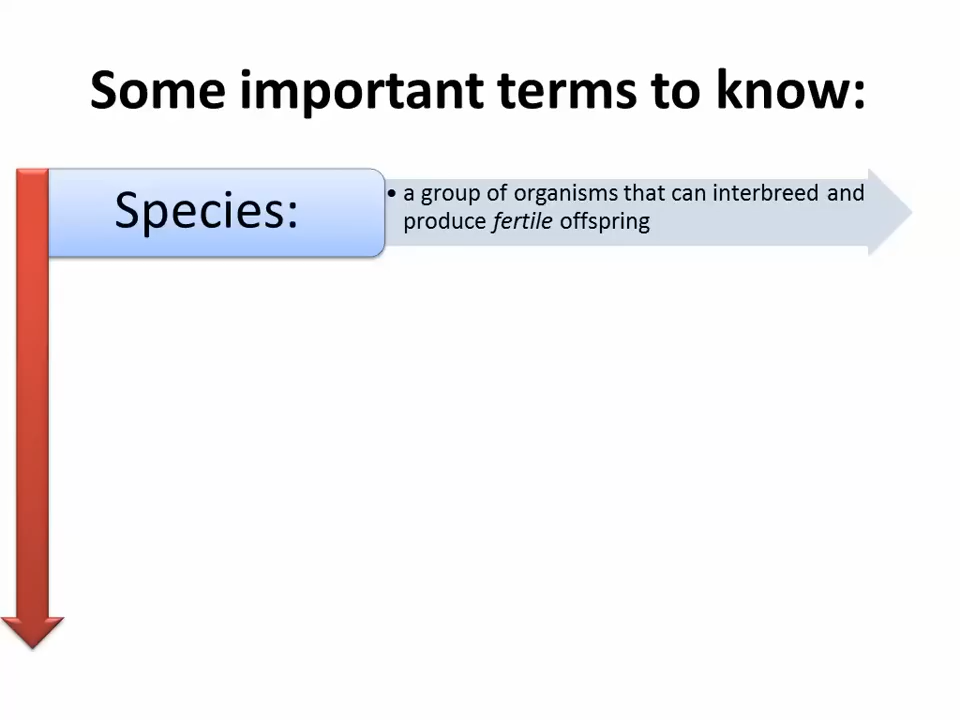 Some important terms to know:
Species:
• a group of organisms that can interbreed and
produce fertile offspring